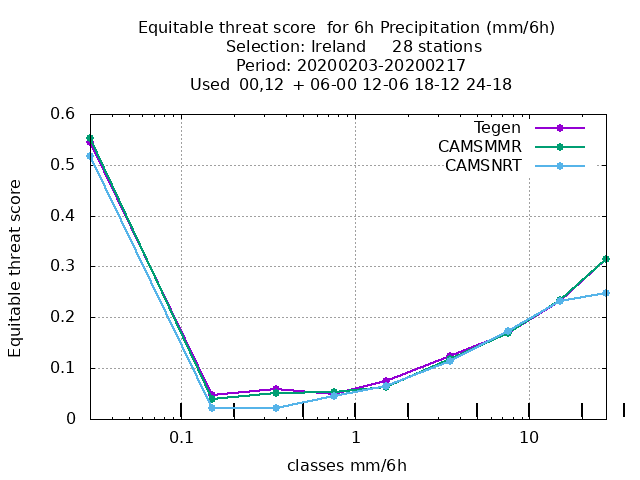 Equitable threat score  for 6h Precipitation (mm/6h)
Selection: Ireland     28 stations
Period: 20200203-20200217
Used  00,12  + 06-00 12-06 18-12 24-18
Tegen
CAMSMMR
CAMSNRT
Equitable threat score
0.6
0.5
0.4
0.3
0.2
0.1
0
0.1
1
10
classes mm/6h